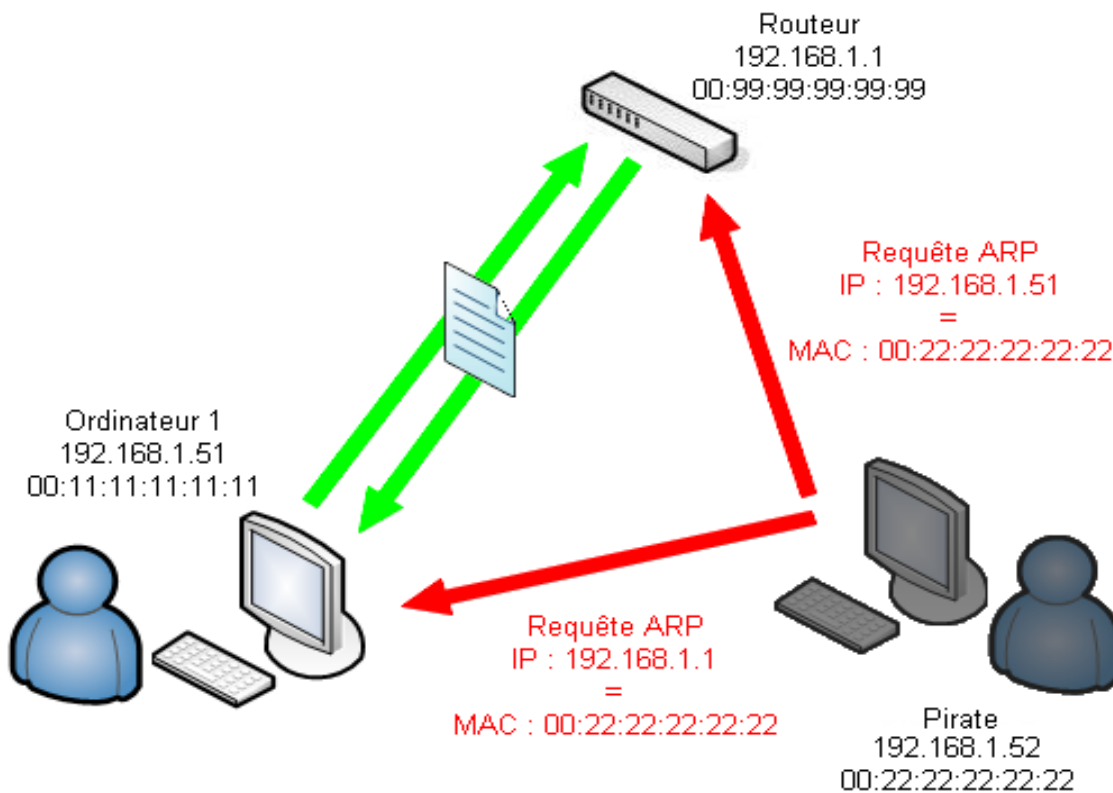 Routeur
192.168.1.1
00:99:99:99:99:99
Requête ARP
IP : 192.168.1.51
=
MAC : 00:22:22:22:22:22
Ordinateur 1
192.168.1.51
00:11:11:11:11:11
Requête ARP
IP : 192.168.1.1
=
MAC : 00:22:22:22:22:22
Pirate
192.168.1.52
00:22:22:22:22:22